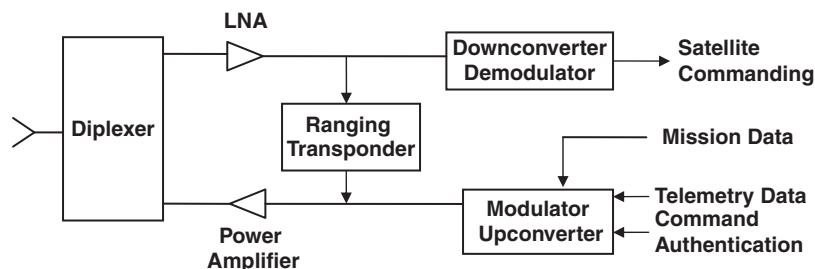 LNA
Downconverter
Demodulator
Satellite
Commanding
Diplexer
Ranging
Transponder
Mission Data
Modulator
Upconverter
Telemetry Data
Command
Authentication
Power
Amplifier